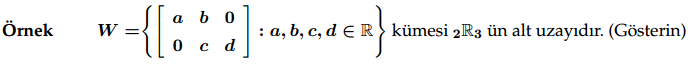 Örnek W = { [ a b 0 ; 0 c d ] : a, b, c, d ∈ ℝ } kümesi ₂ℝ₃ ün alt uzayıdır. (Gösterin)